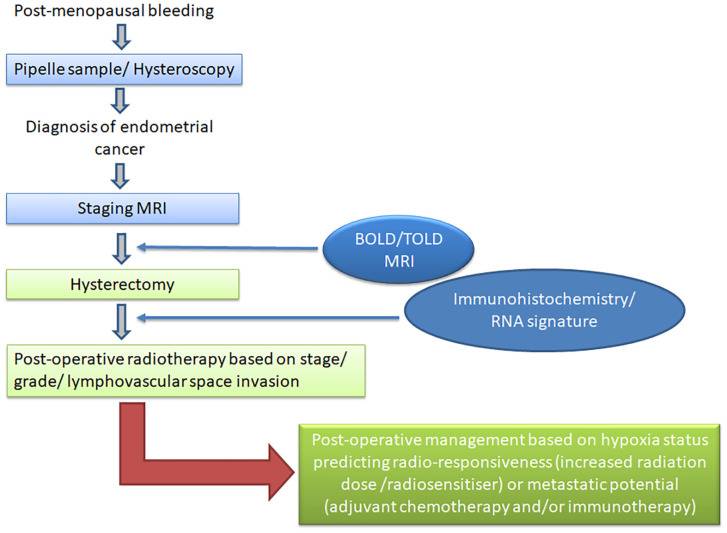 Post-menopausal bleeding
Pipelle sample/ Hysteroscopy
Diagnosis of endometrial
cancer
Staging MRI
BOLD/TOLD
MRI
Hysterectomy
Immunohistochemistry/
RNA signature
Post-operative radiotherapy based on stage/
grade/ lymphovascular space invasion
Post-operative management based on hypoxia status
predicting radio-responsiveness (increased radiation
dose /radiosensitiser) or metastatic potential
(adjuvant chemotherapy and/or immunotherapy)